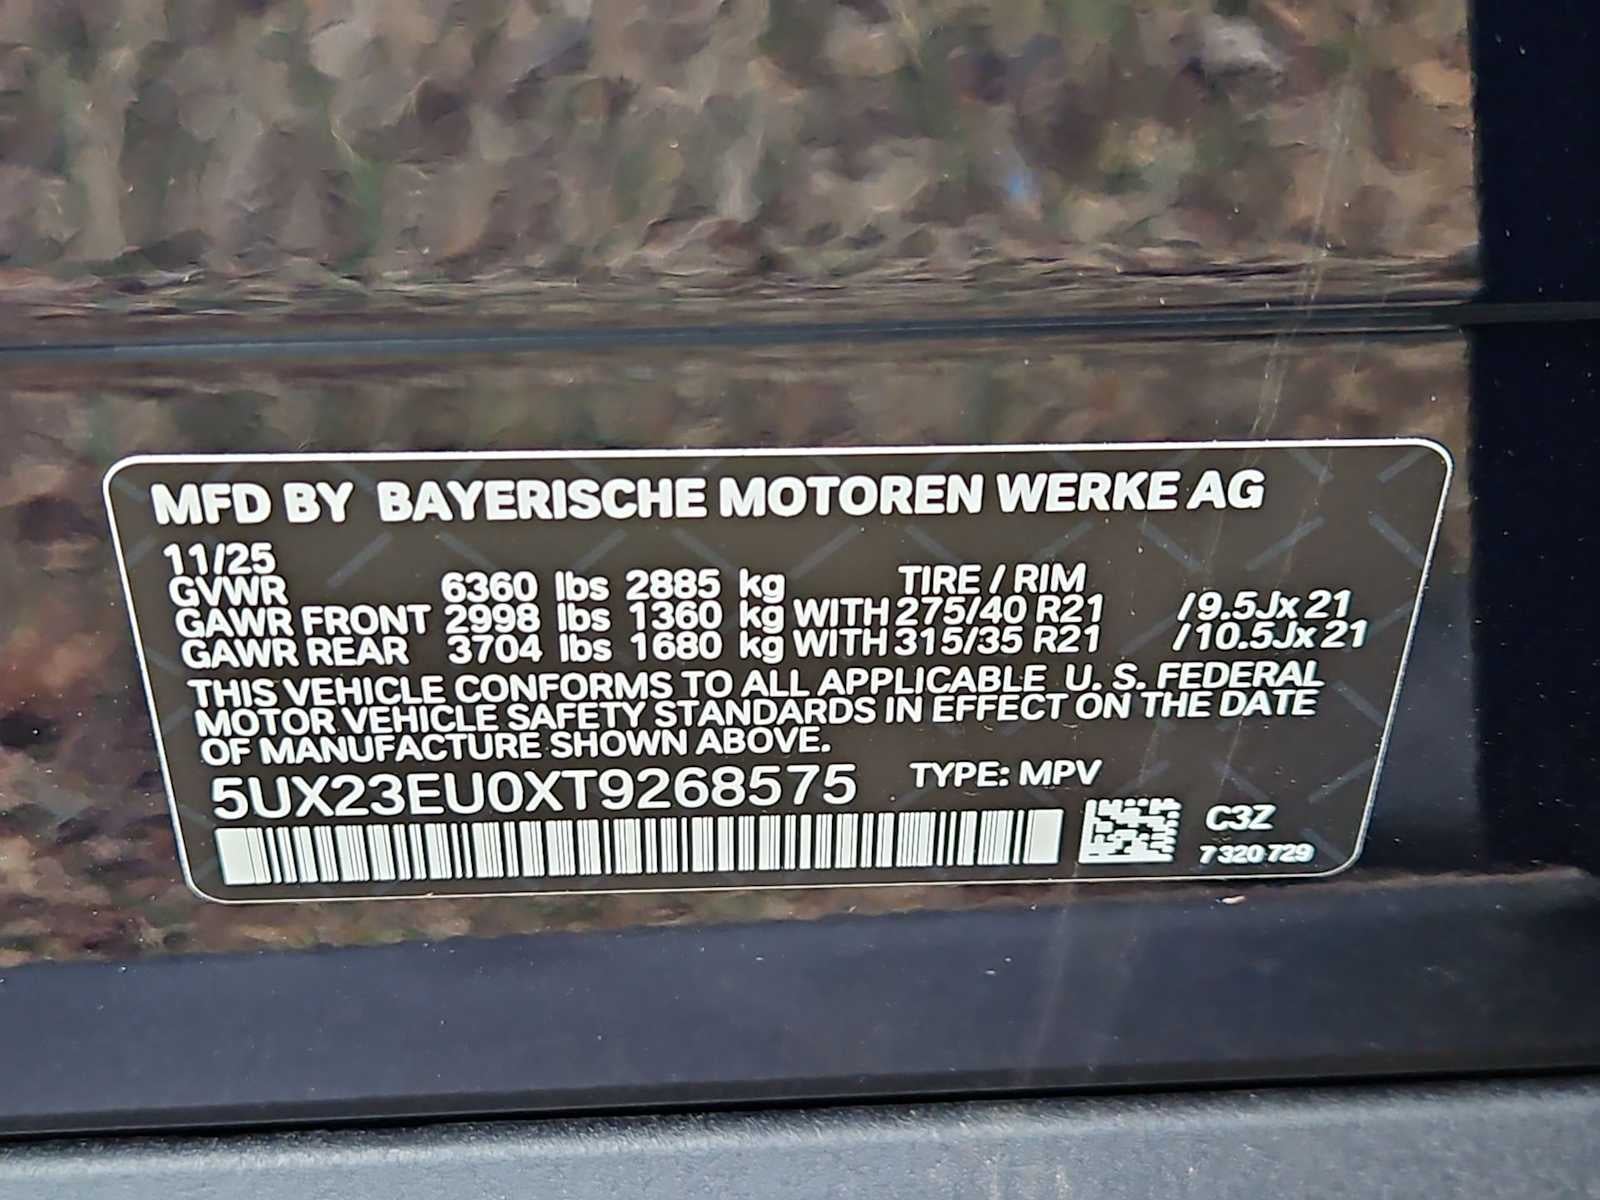 MFD BY BAYERISCHE MOTOREN WERKE AG
11/25
TIRE / RIM
GVWR 6360 lbs 2885 kg
GAWR FRONT 2998 lbs 1360 kg WITH 275/40 R21 /9.5Jx21
GAWR REAR 3704 lbs 1680 kg WITH 315/35 R21 /10.5Jx21
THIS VEHICLE CONFORMS TO ALL APPLICABLE U. S. FEDERAL
MOTOR VEHICLE SAFETY STANDARDS IN EFFECT ON THE DATE
OF MANUFACTURE SHOWN ABOVE.
5UX23EU0XT9268575 TYPE: MPV
C3Z
7 320 729